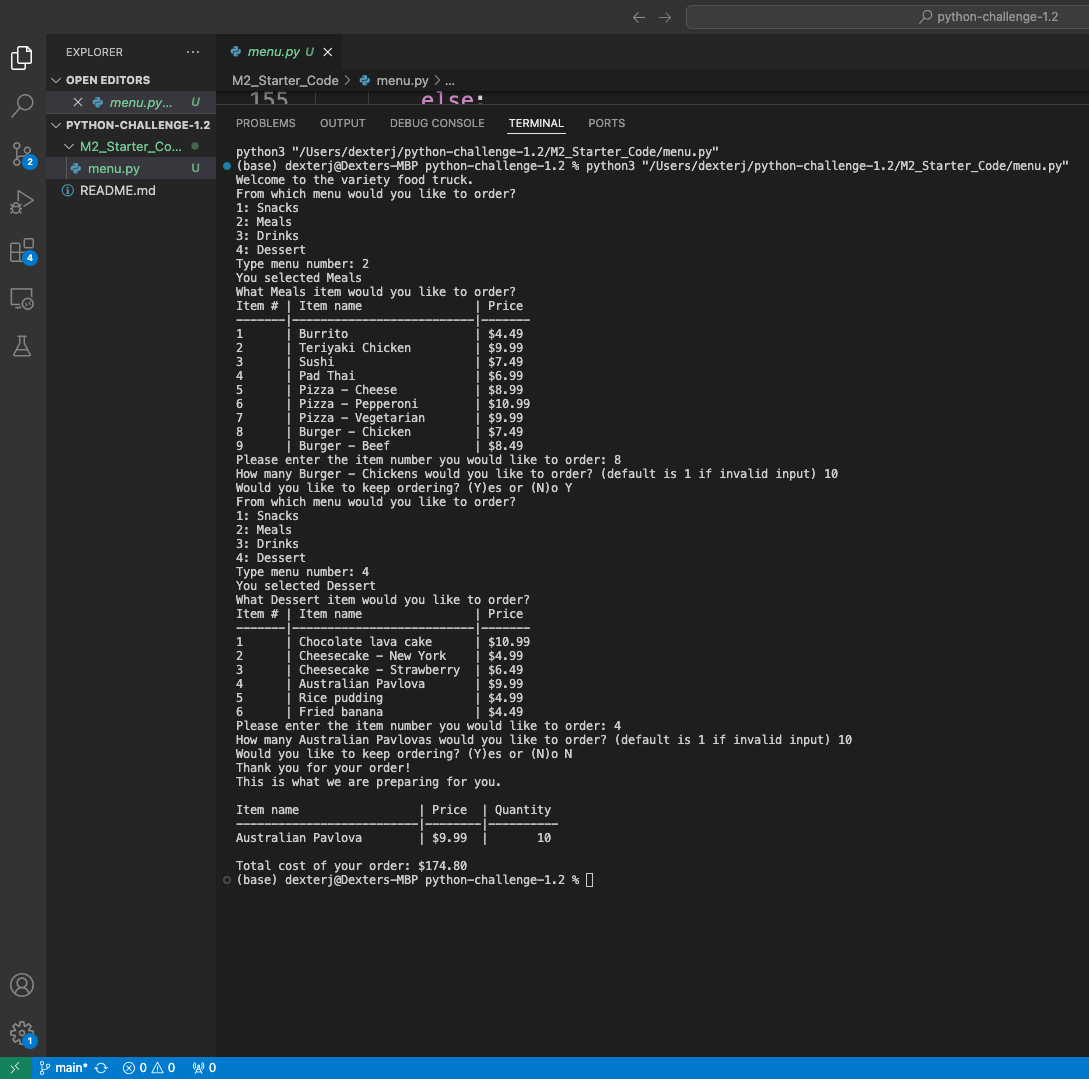 python-challenge-1.2
EXPLORER ...
OPEN EDITORS
menu.py... U
PYTHON-CHALLENGE-1.2
M2_Starter_Co...
menu.py U
README.md
2
4
1
menu.py U
M2_Starter_Code > menu.py > ...
155 else:
PROBLEMS OUTPUT DEBUG CONSOLE TERMINAL PORTS
python3 "/Users/dexterj/python-challenge-1.2/M2_Starter_Code/menu.py"
(base) dexterj@Dexters-MBP python-challenge-1.2 % python3 "/Users/dexterj/python-challenge-1.2/M2_Starter_Code/menu.py"
Welcome to the variety food truck.
From which menu would you like to order?
1: Snacks
2: Meals
3: Drinks
4: Dessert
Type menu number: 2
You selected Meals
What Meals item would you like to order?
Item # | Item name | Price
-------|--------------------------|-------
1 | Burrito | $4.49
2 | Teriyaki Chicken | $9.99
3 | Sushi | $7.49
4 | Pad Thai | $6.99
5 | Pizza - Cheese | $8.99
6 | Pizza - Pepperoni | $10.99
7 | Pizza - Vegetarian | $9.99
8 | Burger - Chicken | $7.49
9 | Burger - Beef | $8.49
Please enter the item number you would like to order: 8
How many Burger - Chickens would you like to order? (default is 1 if invalid input) 10
Would you like to keep ordering? (Y)es or (N)o Y
From which menu would you like to order?
1: Snacks
2: Meals
3: Drinks
4: Dessert
Type menu number: 4
You selected Dessert
What Dessert item would you like to order?
Item # | Item name | Price
-------|--------------------------|-------
1 | Chocolate lava cake | $10.99
2 | Cheesecake - New York | $4.99
3 | Cheesecake - Strawberry | $6.49
4 | Australian Pavlova | $9.99
5 | Rice pudding | $4.99
6 | Fried banana | $4.49
Please enter the item number you would like to order: 4
How many Australian Pavlovas would you like to order? (default is 1 if invalid input) 10
Would you like to keep ordering? (Y)es or (N)o N
Thank you for your order!
This is what we are preparing for you.
Item name | Price | Quantity
--------------------------|--------|----------
Australian Pavlova | $9.99 | 10
Total cost of your order: $174.80
(base) dexterj@Dexters-MBP python-challenge-1.2 %
main* 0 0 0